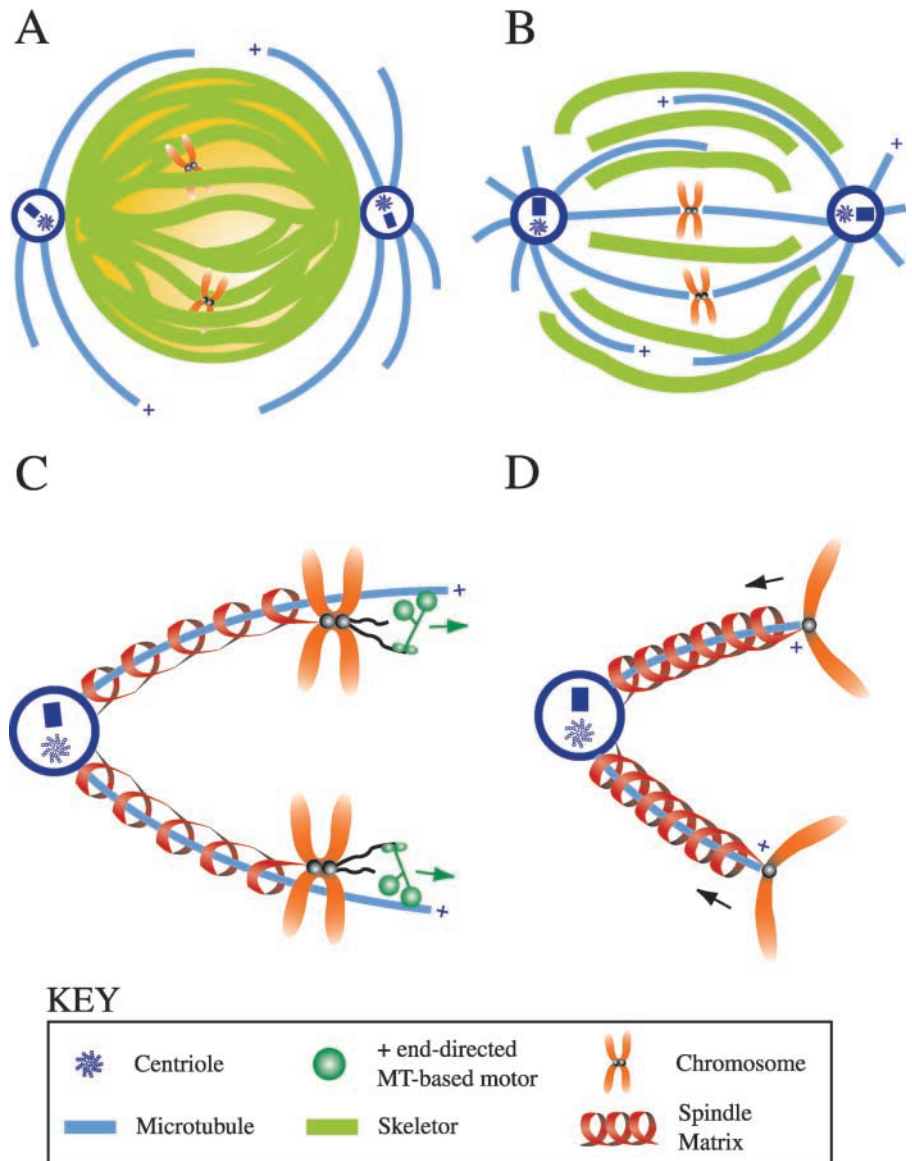 A
B
+
+
+
+
+
C
D
+
+
+
+
KEY
Centriole
+ end-directed
MT-based motor
Chromosome
Microtubule
Skeletor
Spindle
Matrix